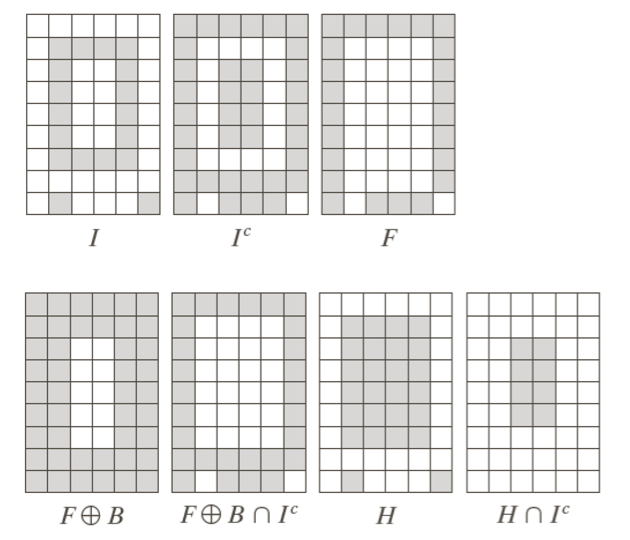 I I^c F
F ⊕ B F ⊕ B ∩ I^c H H ∩ I^c